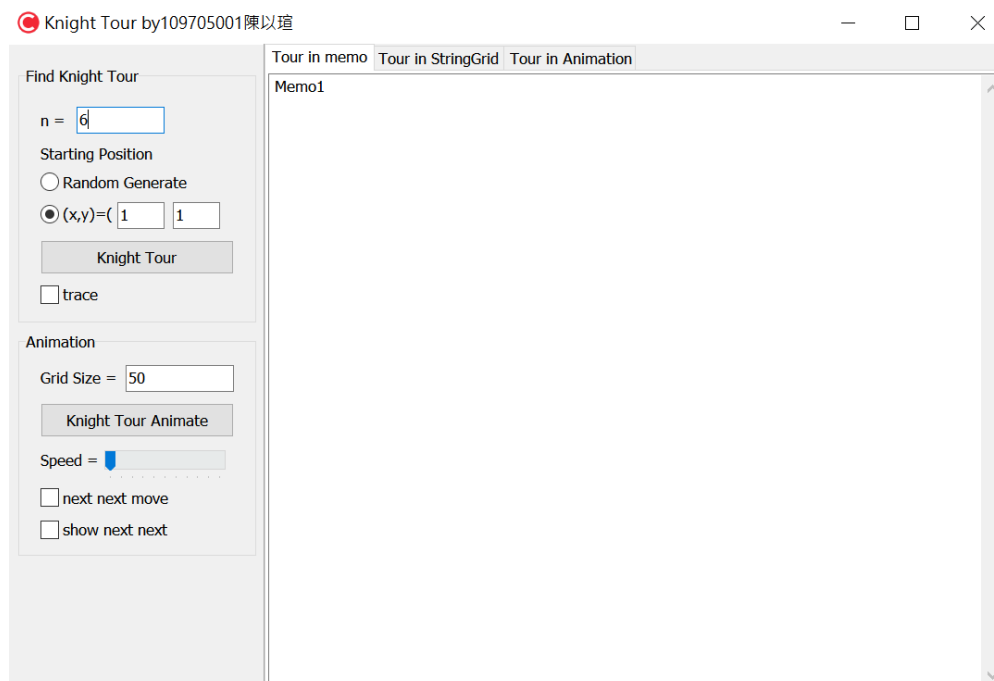 Knight Tour by109705001陳以瑄
Tour in memo Tour in StringGrid Tour in Animation
Find Knight Tour
Memo1
n = 6
Starting Position
Random Generate
(x,y)=( 1 1
Knight Tour
trace
Animation
Grid Size = 50
Knight Tour Animate
Speed =
next next move
show next next